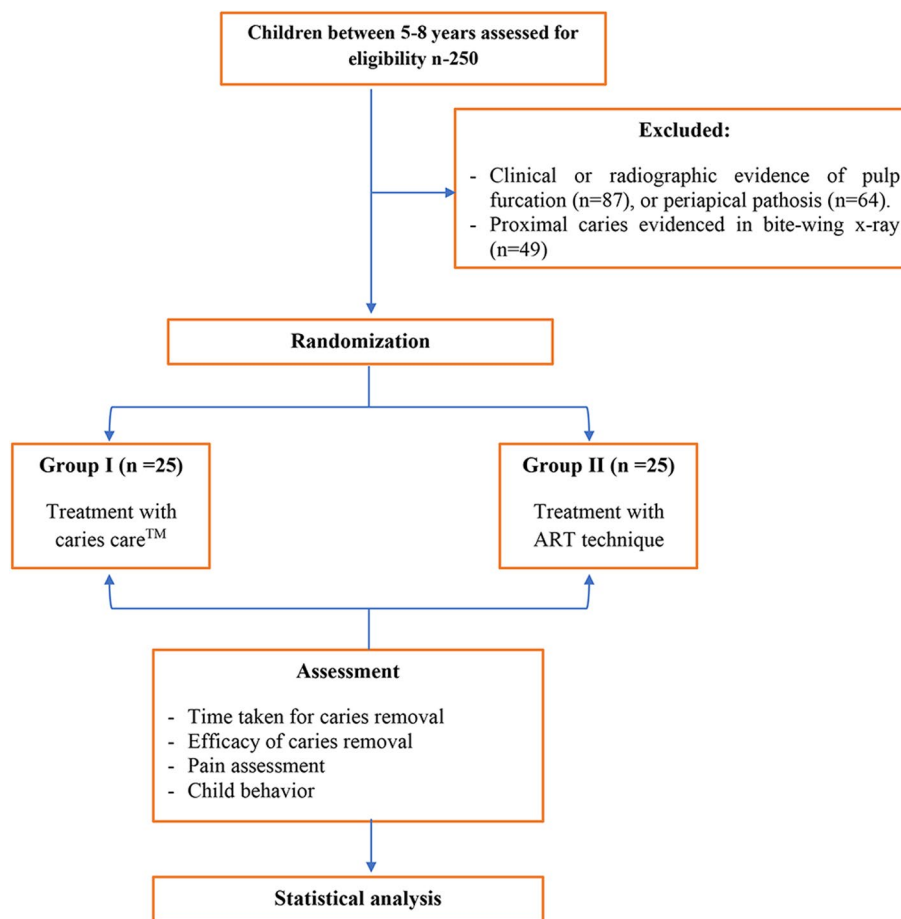 Children between 5-8 years assessed for
eligibility n-250
Excluded:
- Clinical or radiographic evidence of pulp
furcation (n=87), or periapical pathosis (n=64).
- Proximal caries evidenced in bite-wing x-ray
(n=49)
Randomization
Group I (n =25)
Treatment with
caries care™
Group II (n =25)
Treatment with
ART technique
Assessment
- Time taken for caries removal
- Efficacy of caries removal
- Pain assessment
- Child behavior
Statistical analysis